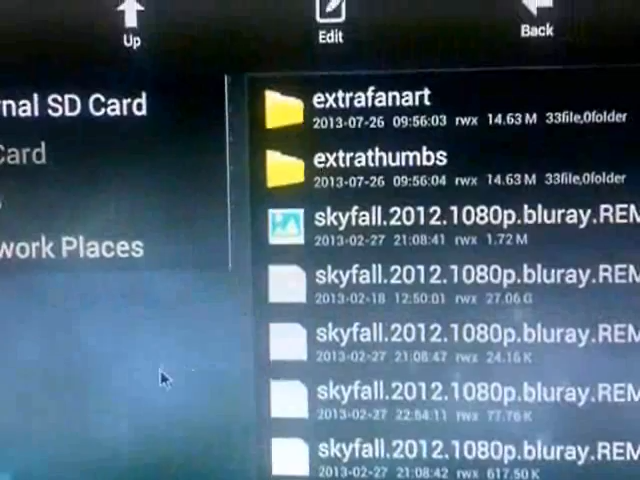 Up
Edit
Back
nal SD Card
Card
work Places
extrafanart
2013-07-26 09:56:03 rwx 14.63 M 33file,0folder
extrathumbs
2013-07-26 09:56:04 rwx 14.63 M 33file,0folder
skyfall.2012.1080p.bluray.REM
2013-02-27 21:08:41 rwx 1.72 M
skyfall.2012.1080p.bluray.REM
2013-02-18 12:50:01 rwx 27.06 G
skyfall.2012.1080p.bluray.REM
2013-02-27 21:08:47 rwx 24.16 K
skyfall.2012.1080p.bluray.REM
2013-02-27 22:54:11 rwx 77.76 K
skyfall.2012.1080p.bluray.REM
2013-02-27 21:08:42 rwx 617.50 K